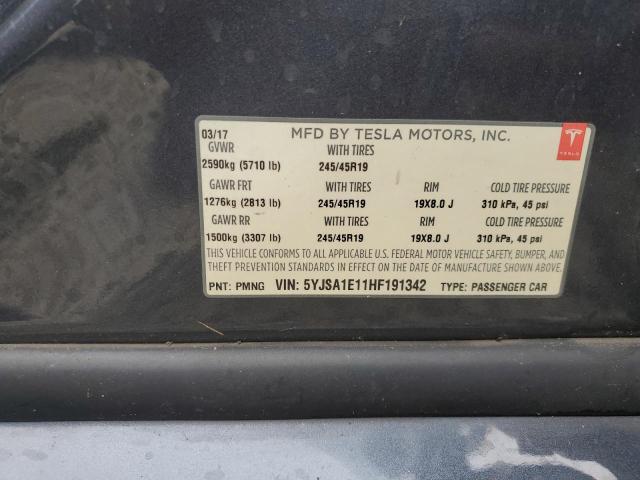 03/17 MFD BY TESLA MOTORS, INC.
GVWR WITH TIRES
2590kg (5710 lb) 245/45R19
GAWR FRT WITH TIRES RIM COLD TIRE PRESSURE
1276kg (2813 lb) 245/45R19 19X8.0 J 310 kPa, 45 psi
GAWR RR WITH TIRES RIM COLD TIRE PRESSURE
1500kg (3307 lb) 245/45R19 19X8.0 J 310 kPa, 45 psi
THIS VEHICLE CONFORMS TO ALL APPLICABLE U.S. FEDERAL MOTOR VEHICLE SAFETY, BUMPER, AND
THEFT PREVENTION STANDARDS IN EFFECT ON THE DATE OF MANUFACTURE SHOWN ABOVE.
PNT: PMNG VIN: 5YJSA1E11HF191342 TYPE: PASSENGER CAR
TESLA